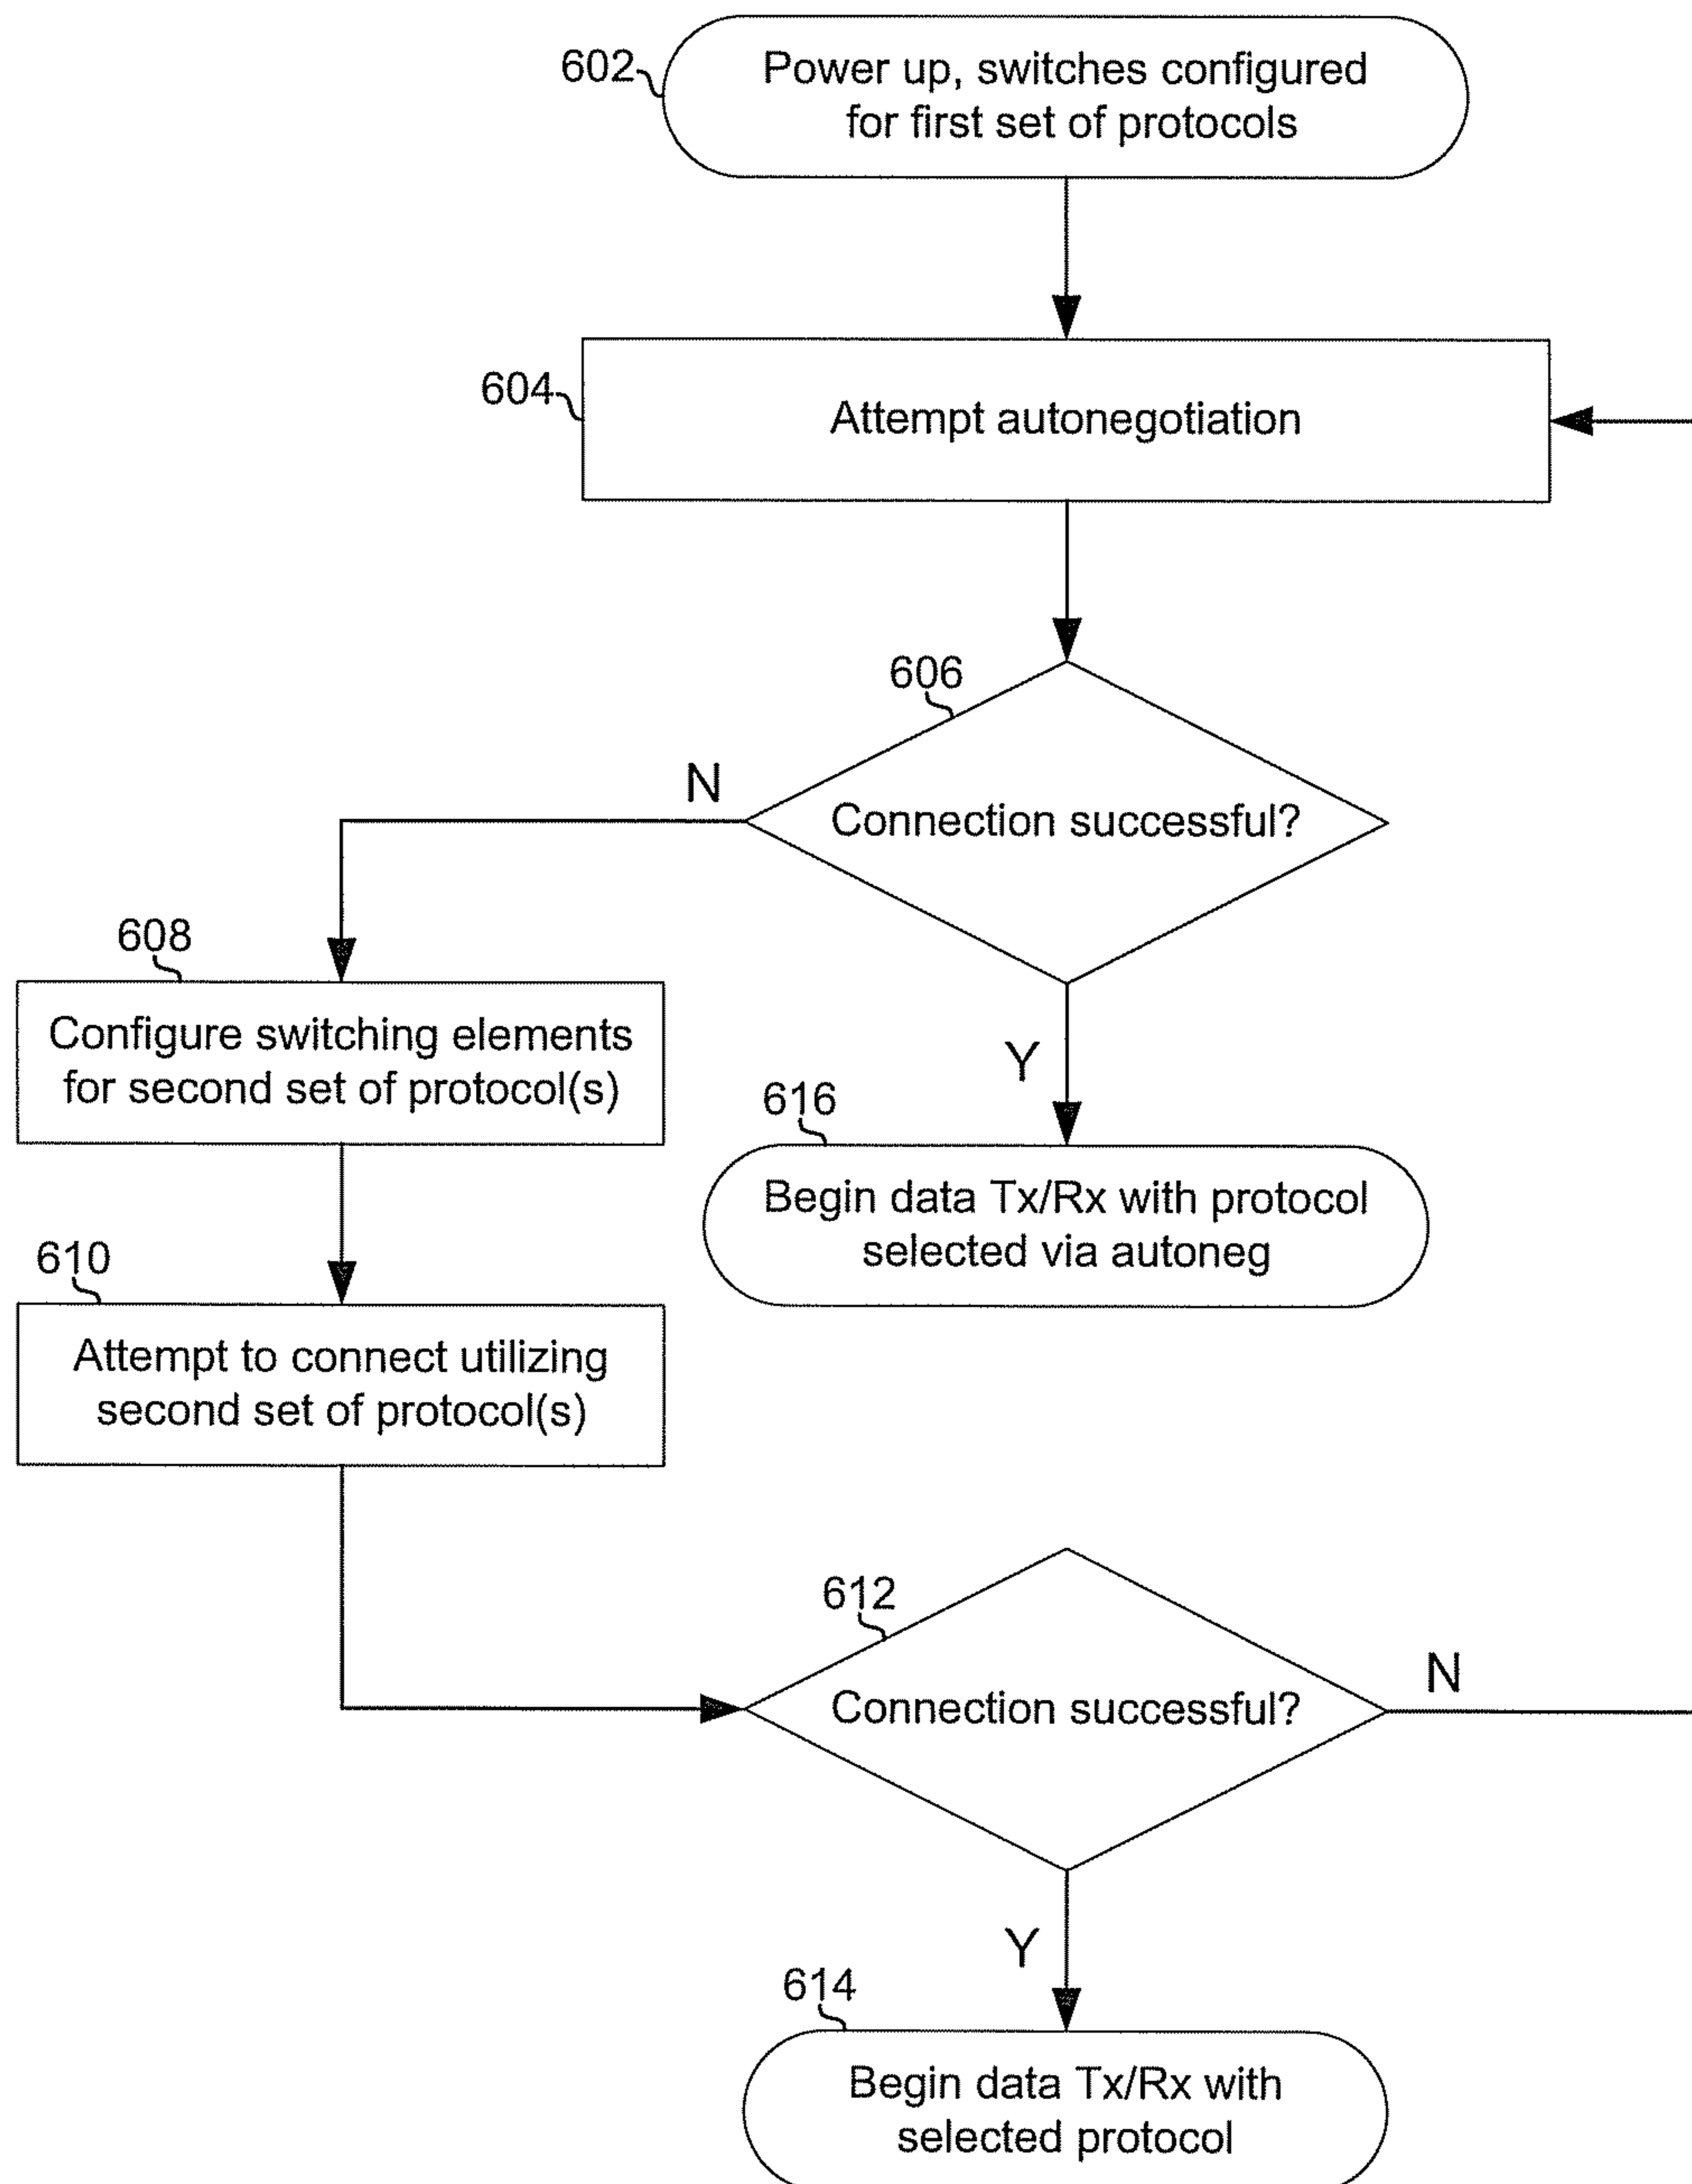 602
Power up, switches configured
for first set of protocols
604
Attempt autonegotiation
606
Connection successful?
N
Y
608
Configure switching elements
for second set of protocol(s)
616
Begin data Tx/Rx with protocol
selected via autoneg
610
Attempt to connect utilizing
second set of protocol(s)
612
Connection successful?
N
Y
614
Begin data Tx/Rx with
selected protocol